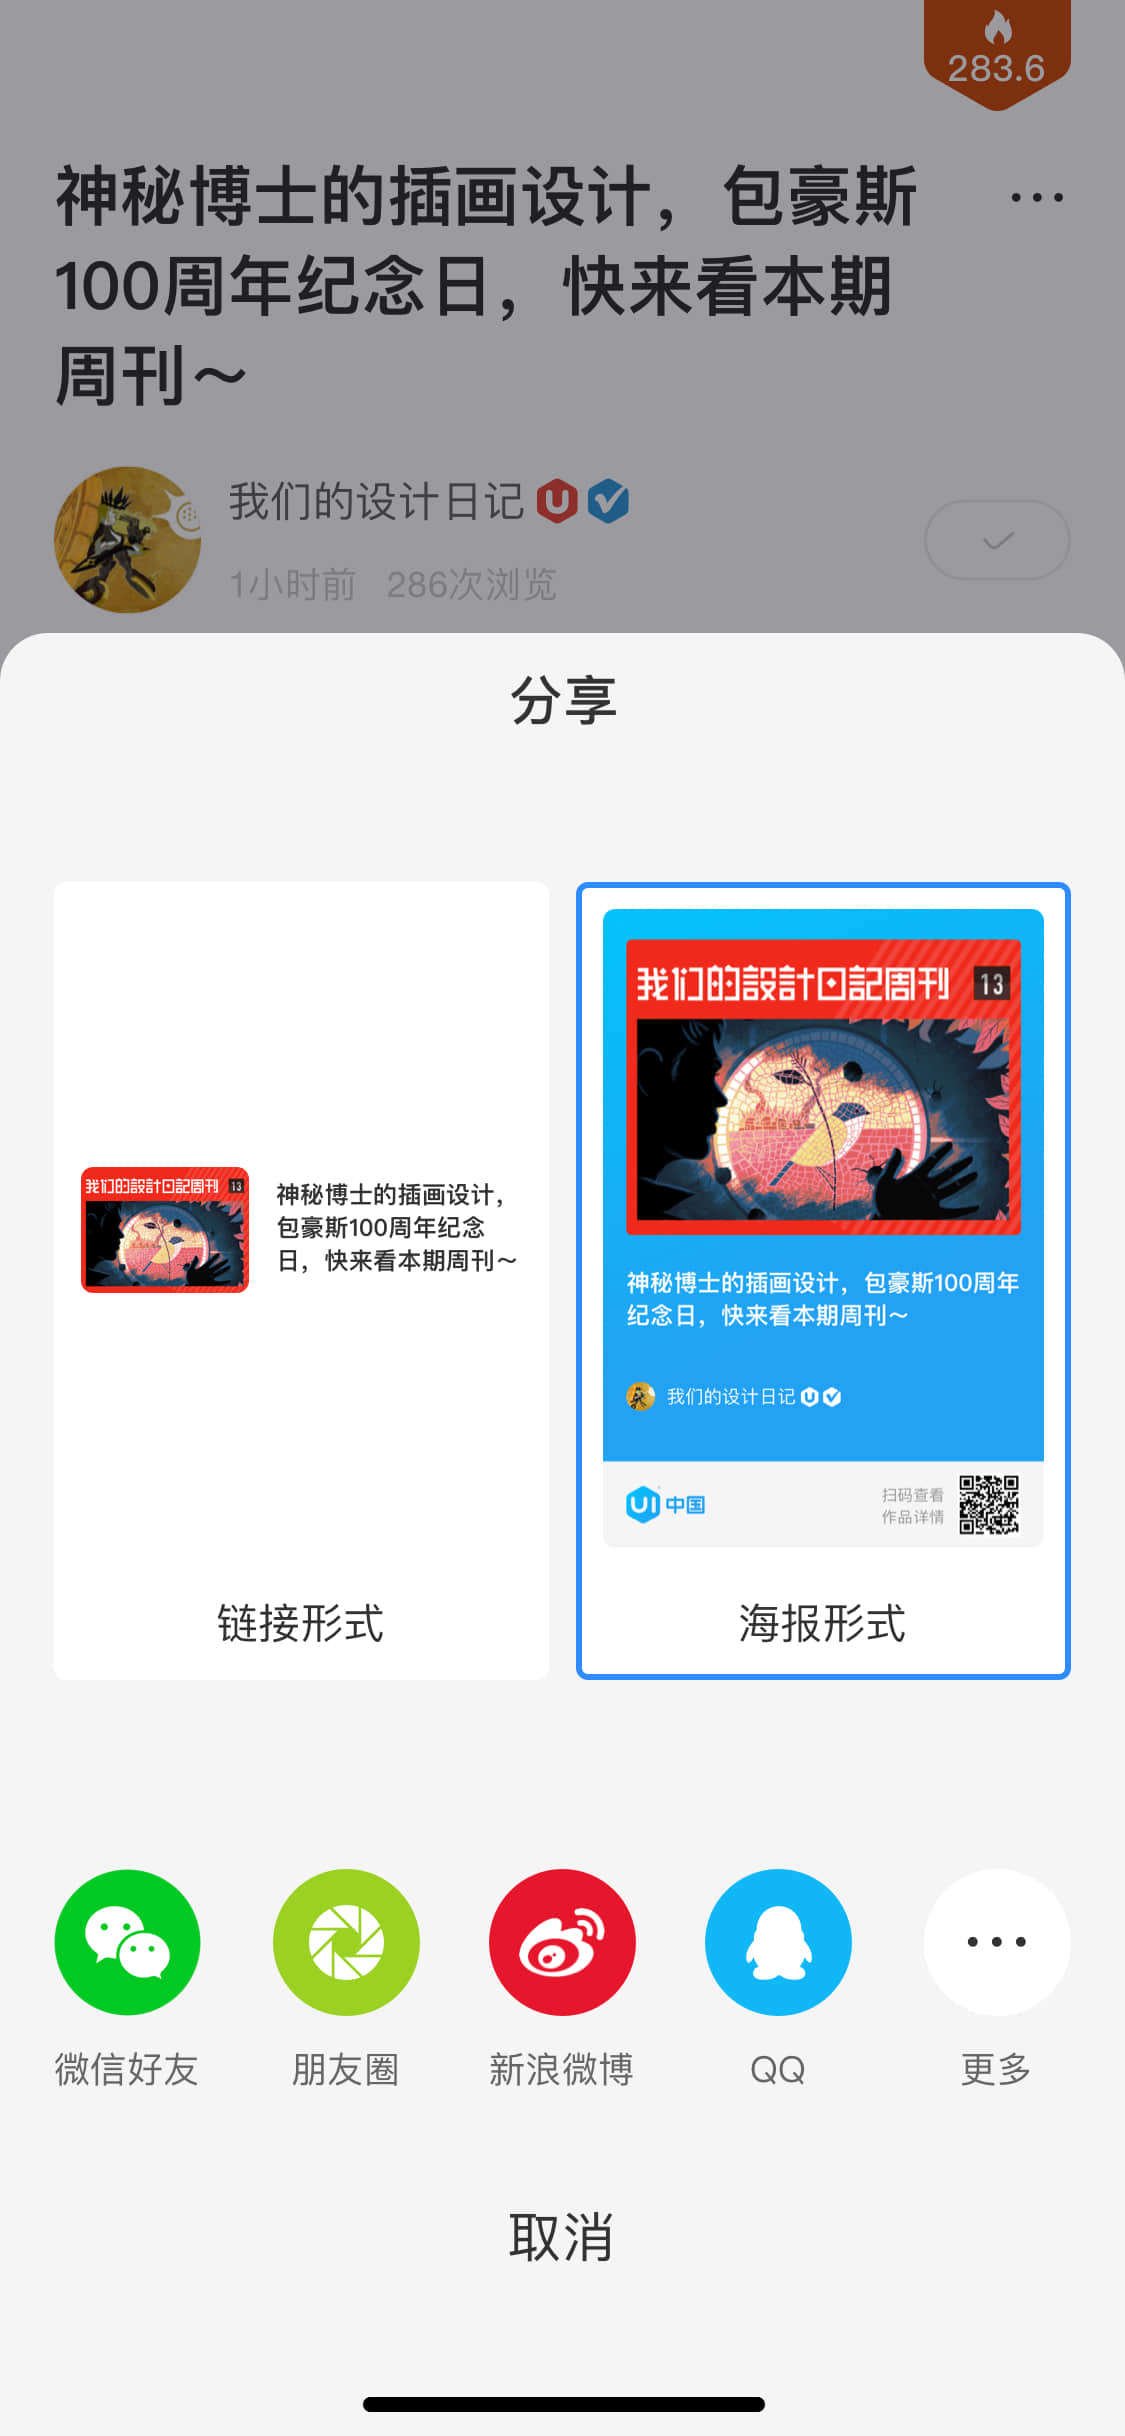 283.6
神秘博士的插画设计，包豪斯
100周年纪念日，快来看本期
周刊～
我们的设计日记
1小时前 286次浏览
分享
我们的設計日記周刊 13
神秘博士的插画设计，
包豪斯100周年纪念
日，快来看本期周刊～
链接形式
我们的設計日記周刊 13
神秘博士的插画设计，包豪斯100周年
纪念日，快来看本期周刊～
我们的设计日记
UI 中国
扫码查看
作品详情
海报形式
微信好友
朋友圈
新浪微博
QQ
更多
取消